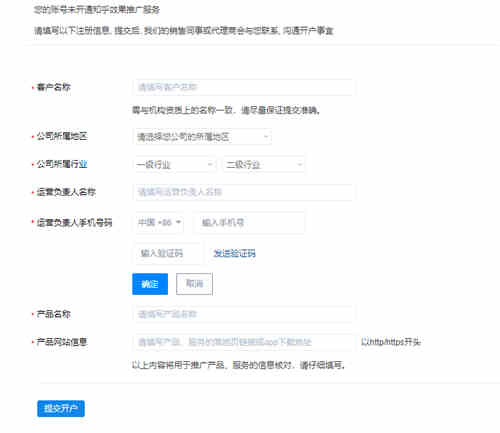 您的账号未开通知乎效果推广服务
请填写以下注册信息, 提交后, 我们的销售同事或代理商会与您联系, 沟通开户事宜
* 客户名称 请填写客户名称
需与机构资质上的名称一致，请尽量保证提交准确。
* 公司所属地区 请选择您公司的所属地区
* 公司所属行业 一级行业 二级行业
* 运营负责人名称 请填写运营负责人名称
* 运营负责人手机号码 中国 +86 输入手机号
输入验证码 发送验证码
确定 取消
* 产品名称 请填写产品名称
* 产品网站信息 请填写产品、服务的落地页链接或app下载地址 以http/https开头
以上内容将用于推广产品、服务的信息核对，请仔细填写。
提交开户